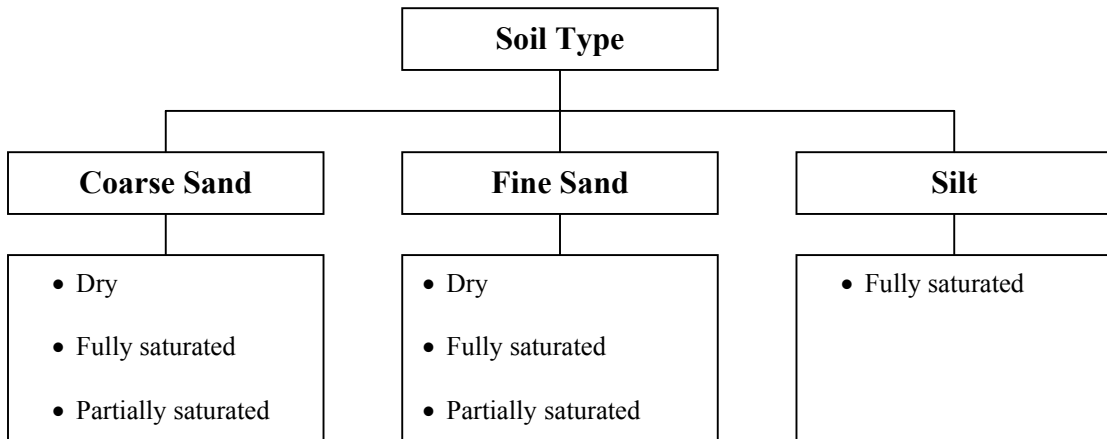 Soil Type
Coarse Sand
Fine Sand
Silt
• Dry
• Fully saturated
• Partially saturated
• Dry
• Fully saturated
• Partially saturated
• Fully saturated